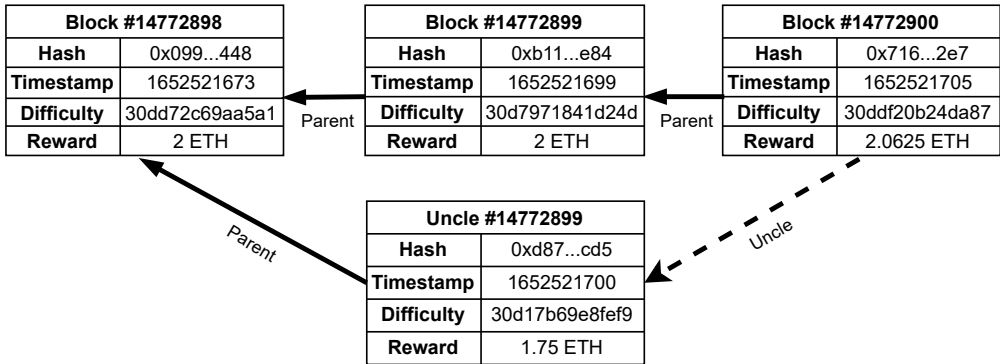 Block #14772898
Hash 0x099...448
Timestamp 1652521673
Difficulty 30dd72c69aa5a1
Reward 2 ETH
Parent
Block #14772899
Hash 0xb11...e84
Timestamp 1652521699
Difficulty 30d7971841d24d
Reward 2 ETH
Parent
Block #14772900
Hash 0x716...2e7
Timestamp 1652521705
Difficulty 30ddf20b24da87
Reward 2.0625 ETH
Parent
Uncle #14772899
Hash 0xd87...cd5
Timestamp 1652521700
Difficulty 30d17b69e8fef9
Reward 1.75 ETH
Uncle